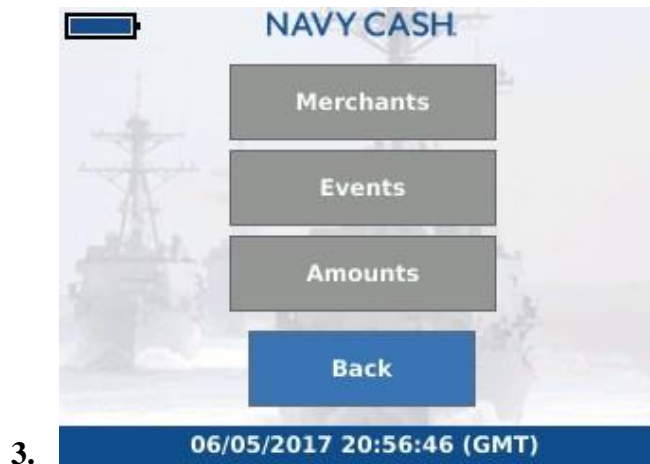 NAVY CASH
Merchants
Events
Amounts
Back
3.
06/05/2017 20:56:46 (GMT)